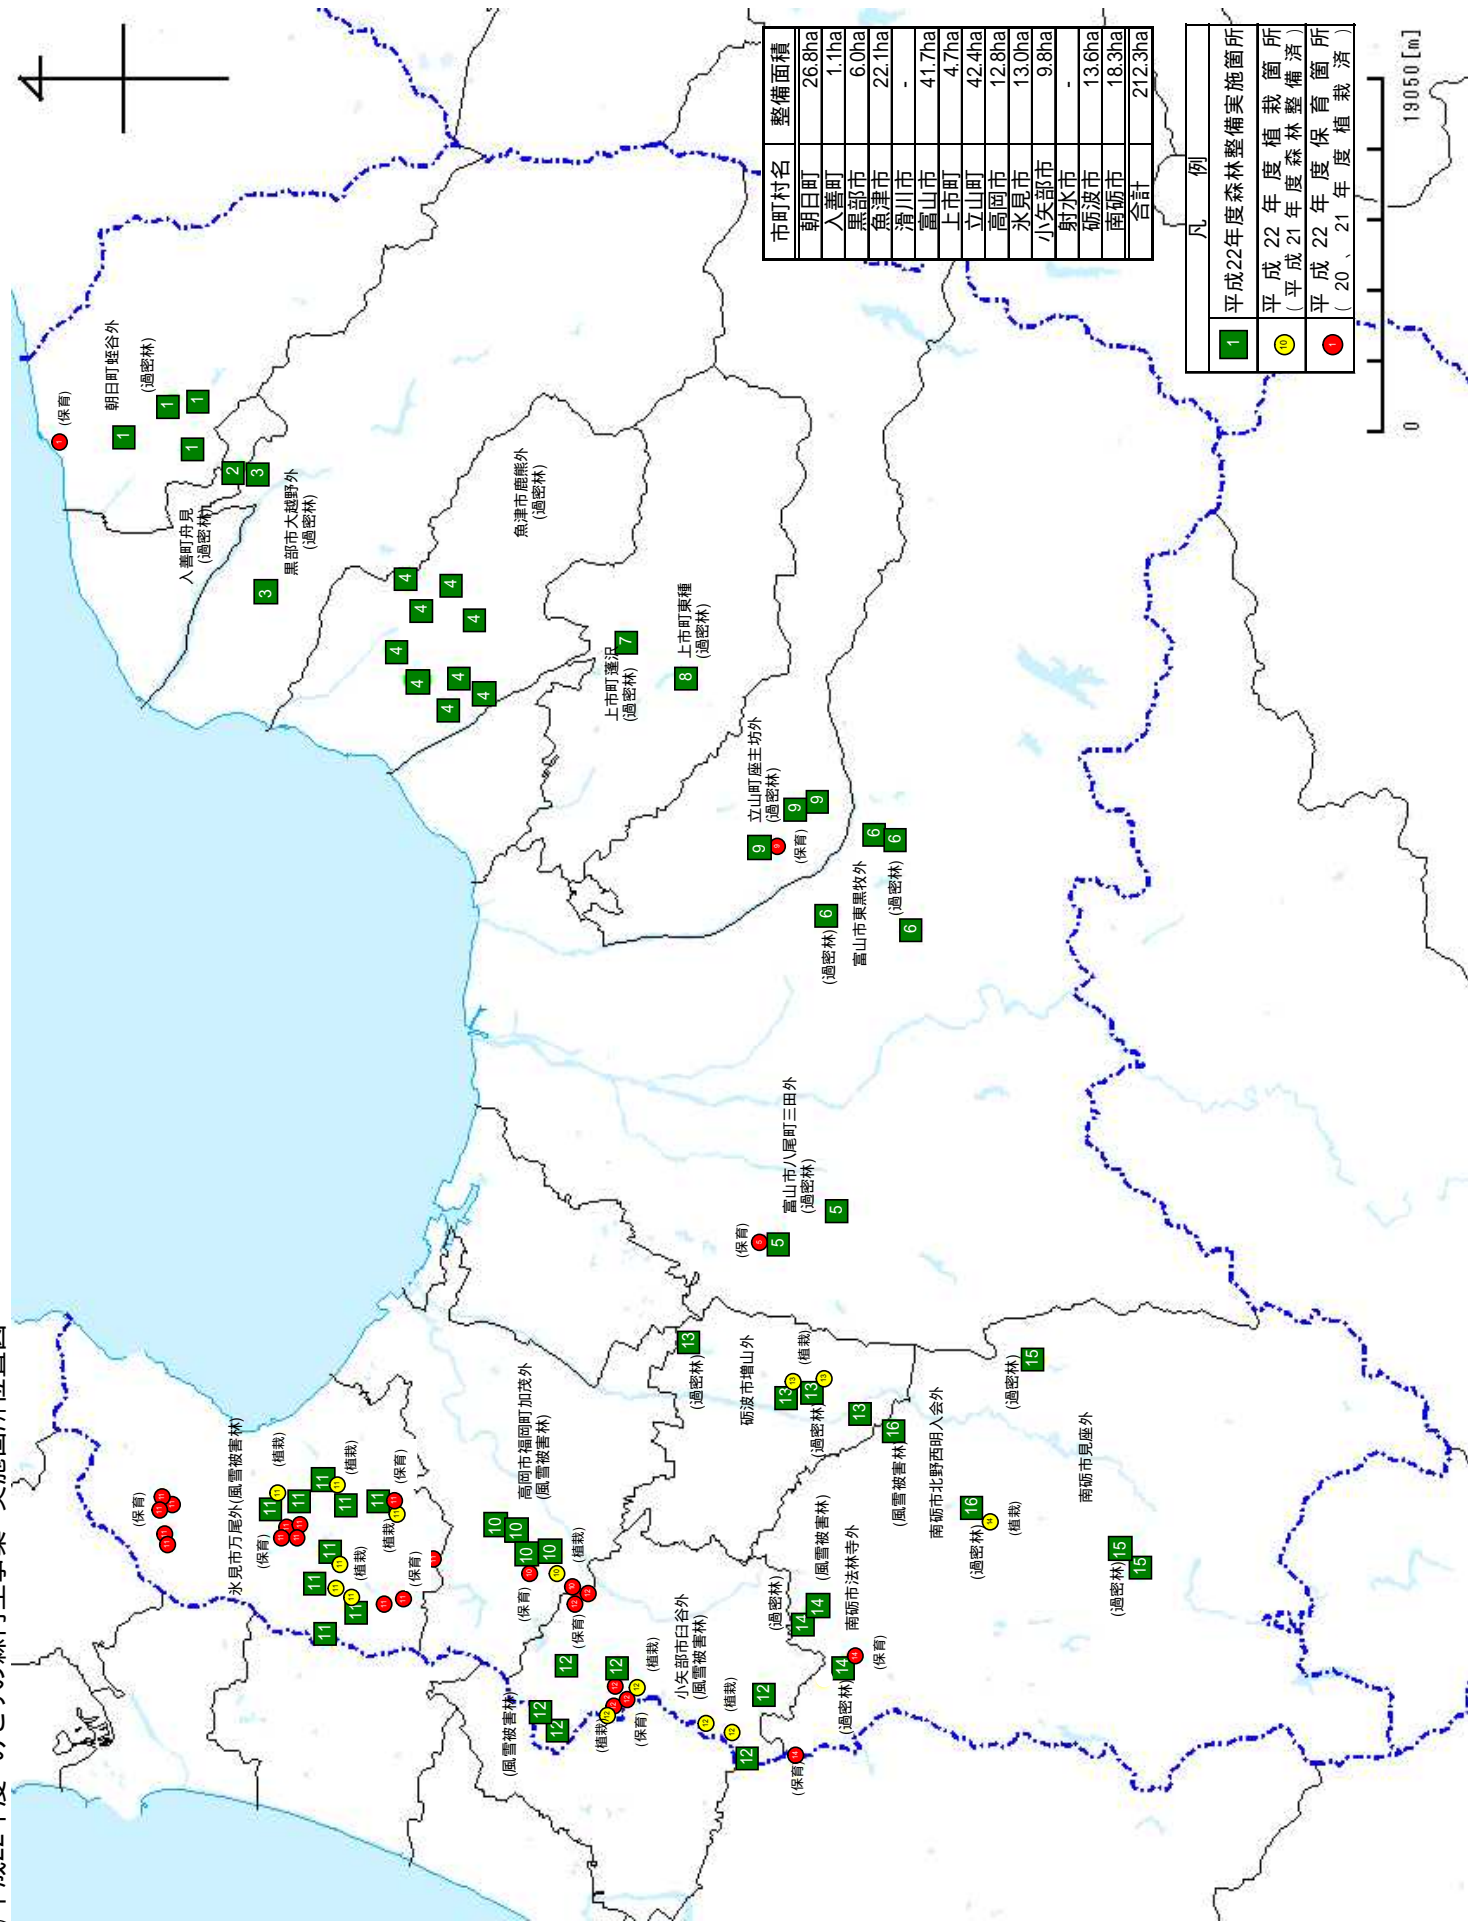 朝日町蛭谷外
(過密林)
(保育)
入善町舟見
(過密林)
黒部市大越野外
(過密林)
魚津市鹿熊外
(過密林)
上市町蓬沢
(過密林)
上市町東種
(過密林)
立山町座主坊外
(過密林)
(保育)
富山市東黒牧外
(過密林)
(過密林)
富山市八尾町三田外
(過密林)
(保育)
氷見市万尾外(風雪被害林)
(保育)
(保育)
(植栽)
(植栽)
(植栽)
(植栽)
(保育)
(保育)
高岡市福岡町加茂外
(風雪被害林)
(保育)
(植栽)
(保育)
小矢部市臼谷外
(風雪被害林)
(風雪被害林)
(植栽)
(植栽)
(保育)
(植栽)
砺波市増山外
(過密林)
(過密林)
(植栽)
南砺市法林寺外
(風雪被害林)
(過密林)
(過密林)
(保育)
(保育)
南砺市北野西明入会外
(風雪被害林)
(過密林)
(植栽)
南砺市見座外
(過密林)
(過密林)
市町村名 整備面積
朝日町 26.8ha
入善町 1.1ha
黒部市 6.0ha
魚津市 22.1ha
滑川市 -
富山市 41.7ha
上市町 4.7ha
立山町 42.4ha
高岡市 12.8ha
氷見市 13.0ha
小矢部市 9.8ha
射水市 -
砺波市 13.6ha
南砺市 18.3ha
合計 212.3ha
凡 例
1 平成22年度森林整備実施箇所
10 平成22年度植栽箇所
(平成21年度森林整備済)
1 平成22年度保育箇所
(20、21年度植栽済)
0 19050[m]